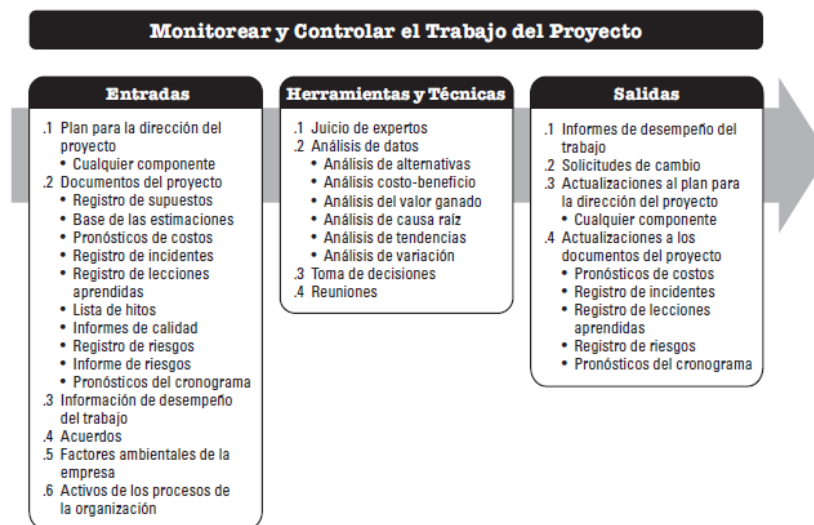 Monitorear y Controlar el Trabajo del Proyecto
Entradas
.1 Plan para la dirección del
proyecto
• Cualquier componente
.2 Documentos del proyecto
• Registro de supuestos
• Base de las estimaciones
• Pronósticos de costos
• Registro de incidentes
• Registro de lecciones
aprendidas
• Lista de hitos
• Informes de calidad
• Registro de riesgos
• Informe de riesgos
• Pronósticos del cronograma
.3 Información de desempeño
del trabajo
.4 Acuerdos
.5 Factores ambientales de la
empresa
.6 Activos de los procesos de
la organización
Herramientas y Técnicas
.1 Juicio de expertos
.2 Análisis de datos
• Análisis de alternativas
• Análisis costo-beneficio
• Análisis del valor ganado
• Análisis de causa raíz
• Análisis de tendencias
• Análisis de variación
.3 Toma de decisiones
.4 Reuniones
Salidas
.1 Informes de desempeño del
trabajo
.2 Solicitudes de cambio
.3 Actualizaciones al plan para
la dirección del proyecto
• Cualquier componente
.4 Actualizaciones a los
documentos del proyecto
• Pronósticos de costos
• Registro de incidentes
• Registro de lecciones
aprendidas
• Registro de riesgos
• Pronósticos del cronograma